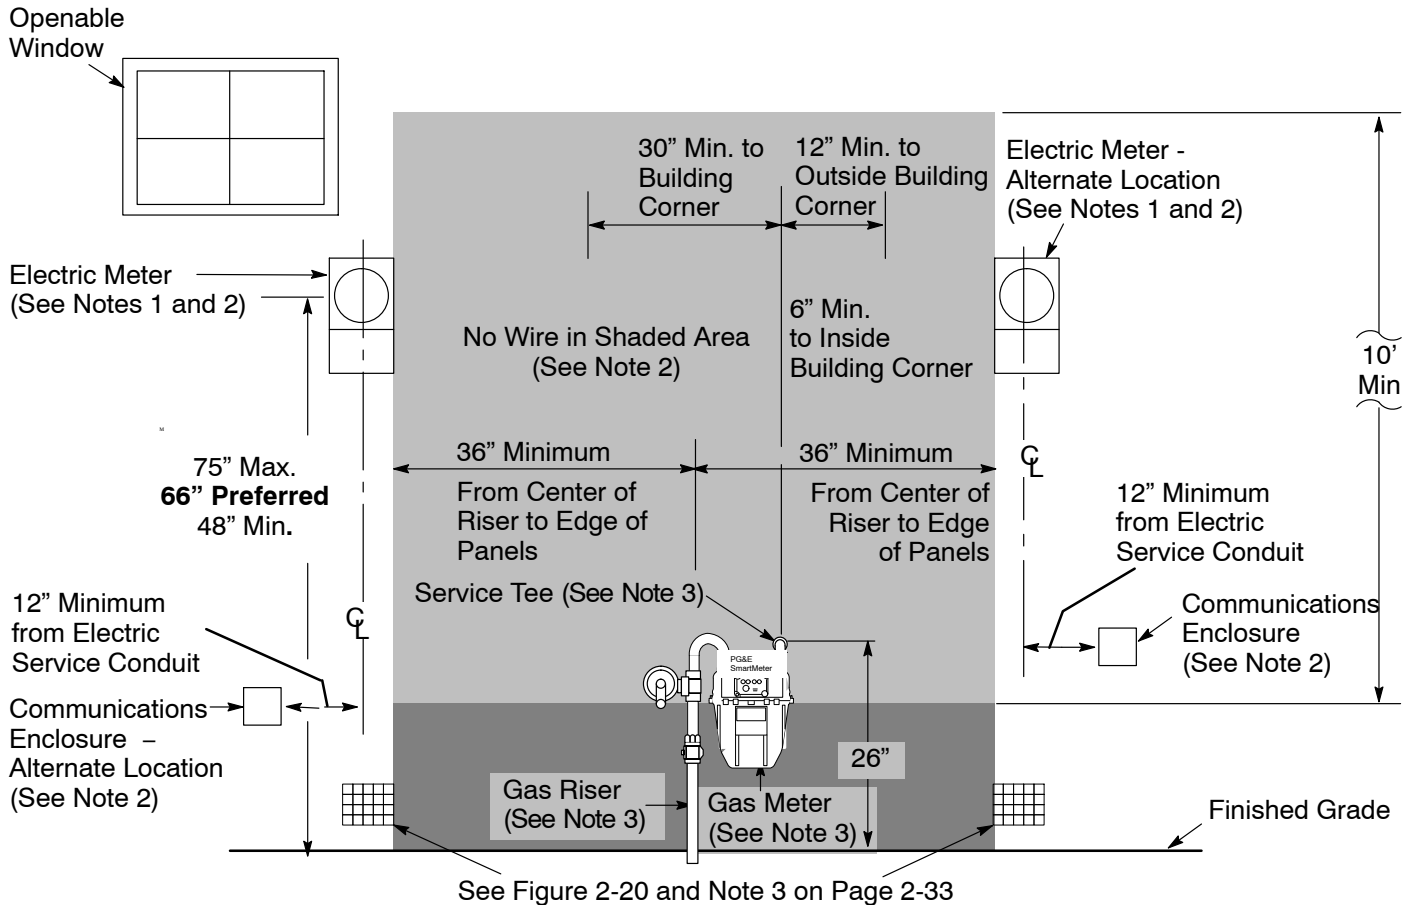 Openable
Window
30” Min. to
Building
Corner
12” Min. to
Outside Building
Corner
Electric Meter -
Alternate Location
(See Notes 1 and 2)
Electric Meter
(See Notes 1 and 2)
No Wire in Shaded Area
(See Note 2)
6” Min.
to Inside
Building Corner
10’
Min
M
75” Max.
66” Preferred
48” Min.
36” Minimum
From Center of
Riser to Edge of
Panels
36” Minimum
From Center of
Riser to Edge
of Panels
CL
12” Minimum
from Electric
Service Conduit
Service Tee (See Note 3)
12” Minimum
from Electric
Service Conduit
CL
Communications
Enclosure
(See Note 2)
PG&E
SmartMeter
Communications
Enclosure –
Alternate Location
(See Note 2)
26”
Gas Riser
(See Note 3)
Gas Meter
(See Note 3)
Finished Grade
See Figure 2-20 and Note 3 on Page 2-33